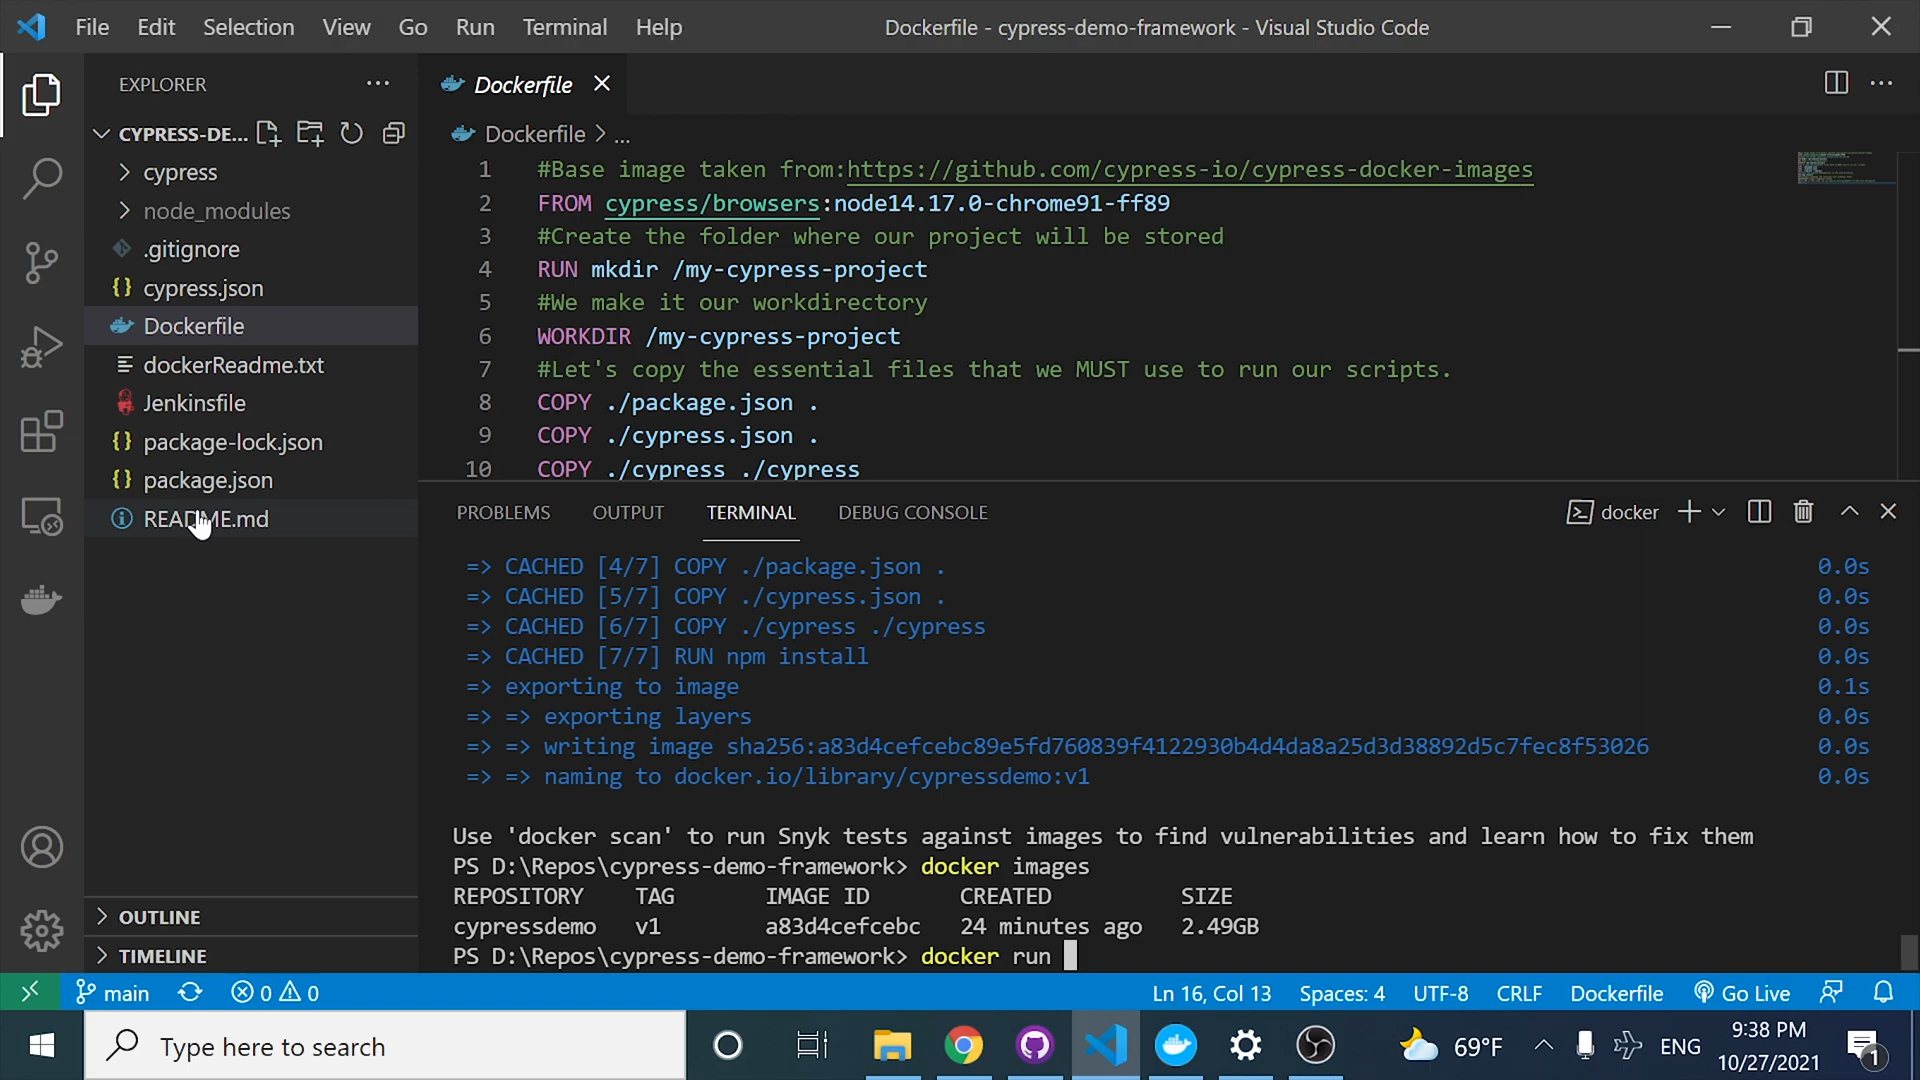 File Edit Selection View Go Run Terminal Help
Dockerfile - cypress-demo-framework - Visual Studio Code
EXPLORER
CYPRESS-DE...
cypress
node_modules
.gitignore
cypress.json
Dockerfile
dockerReadme.txt
Jenkinsfile
package-lock.json
package.json
README.md
OUTLINE
TIMELINE
Dockerfile
Dockerfile > ...
1 #Base image taken from:https://github.com/cypress-io/cypress-docker-images
2 FROM cypress/browsers:node14.17.0-chrome91-ff89
3 #Create the folder where our project will be stored
4 RUN mkdir /my-cypress-project
5 #We make it our workdirectory
6 WORKDIR /my-cypress-project
7 #Let's copy the essential files that we MUST use to run our scripts.
8 COPY ./package.json .
9 COPY ./cypress.json .
10 COPY ./cypress ./cypress
PROBLEMS OUTPUT TERMINAL DEBUG CONSOLE docker
=> CACHED [4/7] COPY ./package.json . 0.0s
=> CACHED [5/7] COPY ./cypress.json . 0.0s
=> CACHED [6/7] COPY ./cypress ./cypress 0.0s
=> CACHED [7/7] RUN npm install 0.0s
=> exporting to image 0.1s
=> => exporting layers 0.0s
=> => writing image sha256:a83d4cefcebc89e5fd760839f4122930b4d4da8a25d3d38892d5c7fec8f53026 0.0s
=> => naming to docker.io/library/cypressdemo:v1 0.0s
Use 'docker scan' to run Snyk tests against images to find vulnerabilities and learn how to fix them
PS D:\Repos\cypress-demo-framework> docker images
REPOSITORY TAG IMAGE ID CREATED SIZE
cypressdemo v1 a83d4cefcebc 24 minutes ago 2.49GB
PS D:\Repos\cypress-demo-framework> docker run
main 0 0 Ln 16, Col 13 Spaces: 4 UTF-8 CRLF Dockerfile Go Live
Type here to search
69°F ENG 9:38 PM
10/27/2021
1